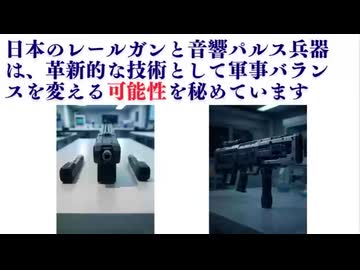 日本のレールガンと音響パルス兵器
は、革新的な技術として軍事バラン
スを変える可能性を秘めています